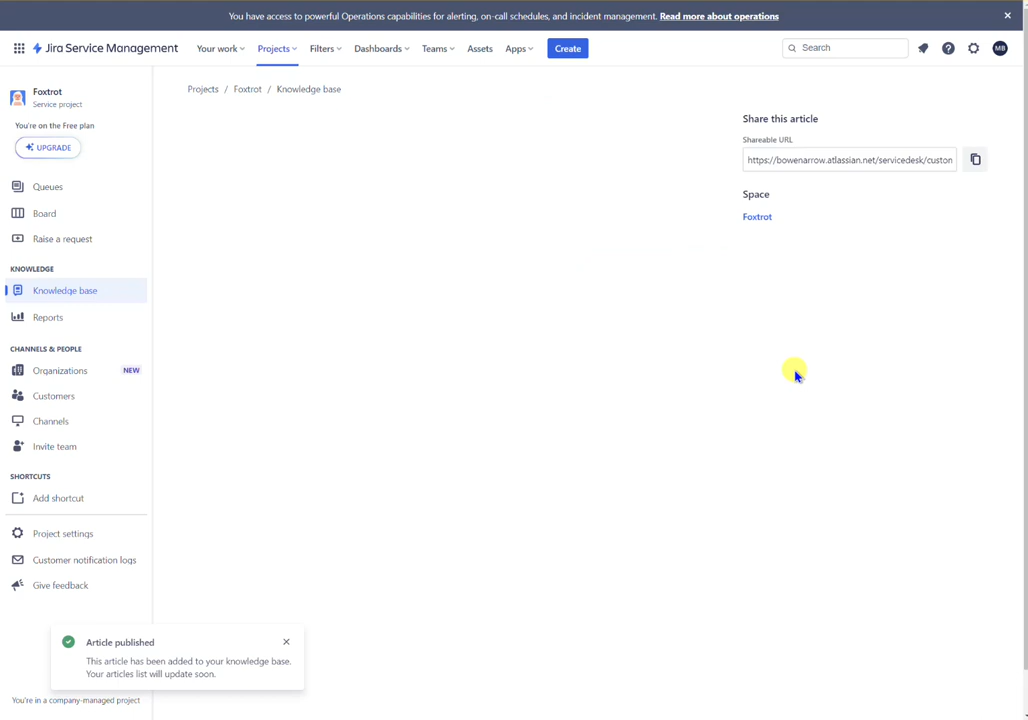 You have access to powerful Operations capabilities for alerting, on-call schedules, and incident management. Read more about operations
Jira Service Management
Your work
Projects
Filters
Dashboards
Teams
Assets
Apps
Create
Search
MB
Foxtrot
Service project
You're on the Free plan
UPGRADE
Queues
Board
Raise a request
KNOWLEDGE
Knowledge base
Reports
CHANNELS & PEOPLE
Organizations NEW
Customers
Channels
Invite team
SHORTCUTS
Add shortcut
Project settings
Customer notification logs
Give feedback
Projects / Foxtrot / Knowledge base
Share this article
Shareable URL
https://bowenarrow.atlassian.net/servicedesk/custon
Space
Foxtrot
Article published
This article has been added to your knowledge base.
Your articles list will update soon.
You're in a company-managed project